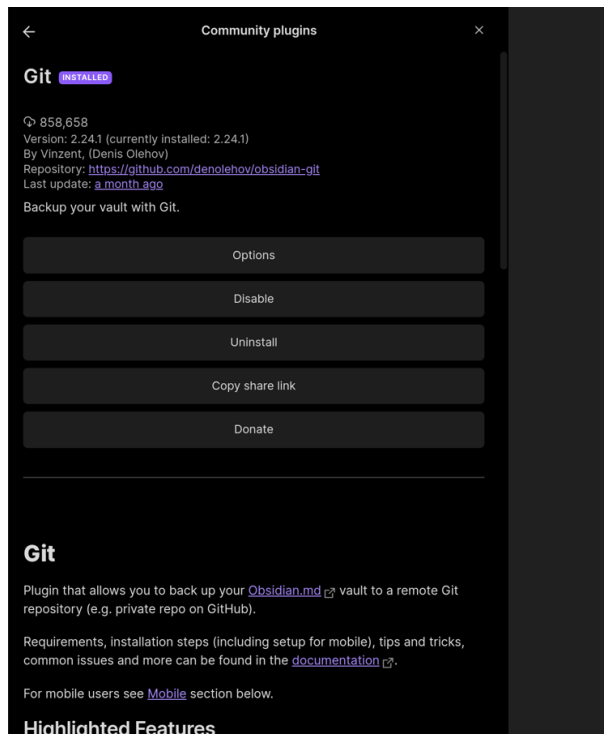 Community plugins
Git INSTALLED
858,658
Version: 2.24.1 (currently installed: 2.24.1)
By Vinzent, (Denis Olehov)
Repository: https://github.com/denolehov/obsidian-git
Last update: a month ago
Backup your vault with Git.
Options
Disable
Uninstall
Copy share link
Donate
Git
Plugin that allows you to back up your Obsidian.md vault to a remote Git
repository (e.g. private repo on GitHub).
Requirements, installation steps (including setup for mobile), tips and tricks,
common issues and more can be found in the documentation.
For mobile users see Mobile section below.
Highlighted Features